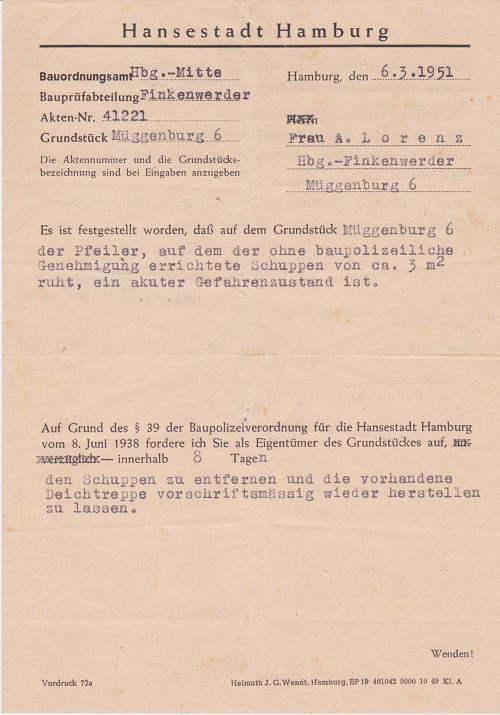 Hansestadt Hamburg
Bauordnungsamt Hbg.-Mitte
Hamburg, den 6.3.1951
Bauprüfabteilung Finkenwerder
Akten-Nr. 41221
Grundstück Müggenburg 6
Die Aktennummer und die Grundstücks-
bezeichnung sind bei Eingaben anzugeben
Frau A. Lorenz
Hbg.-Finkenwerder
Müggenburg 6
Es ist festgestellt worden, daß auf dem Grundstück Müggenburg 6
der Pfeiler, auf dem der ohne baupolizeiliche
Genehmigung errichtete Schuppen von ca. 3 m²
ruht, ein akuter Gefahrenzustand ist.
Auf Grund des § 39 der Baupolizeiverordnung für die Hansestadt Hamburg
vom 8. Juni 1938 fordere ich Sie als Eigentümer des Grundstückes auf,
— innerhalb 8 Tagen
den Schuppen zu entfernen und die vorhandene
Deichtreppe vorschriftsmässig wieder herstellen
zu lassen.
Wenden!
Vordruck 72a
Helmuth J. G. Wendt, Hamburg, EP 19 491042 5000 10 49 Kl. A